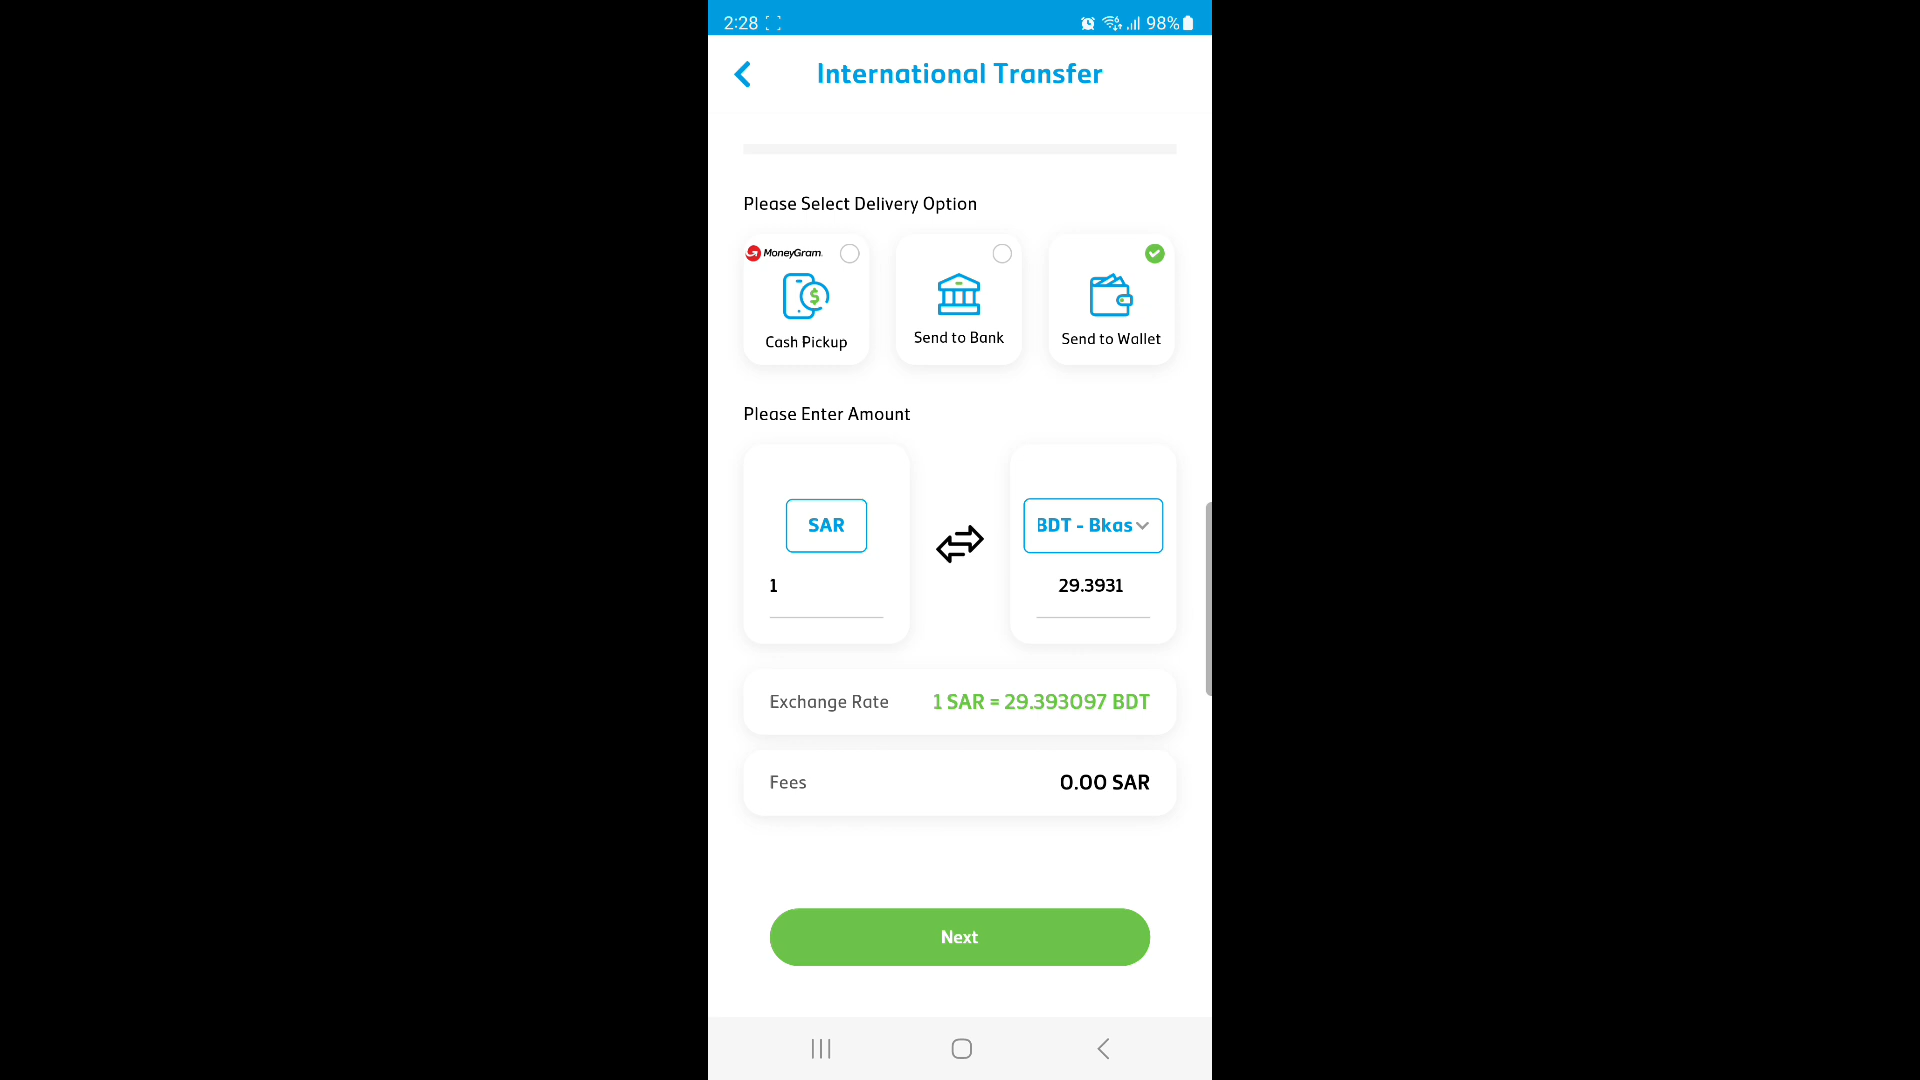 2:28
98%
International Transfer
Please Select Delivery Option
MoneyGram
Cash Pickup
Send to Bank
Send to Wallet
Please Enter Amount
SAR
BDT - Bkas
1
29.3931
Exchange Rate
1 SAR = 29.393097 BDT
Fees
0.00 SAR
Next